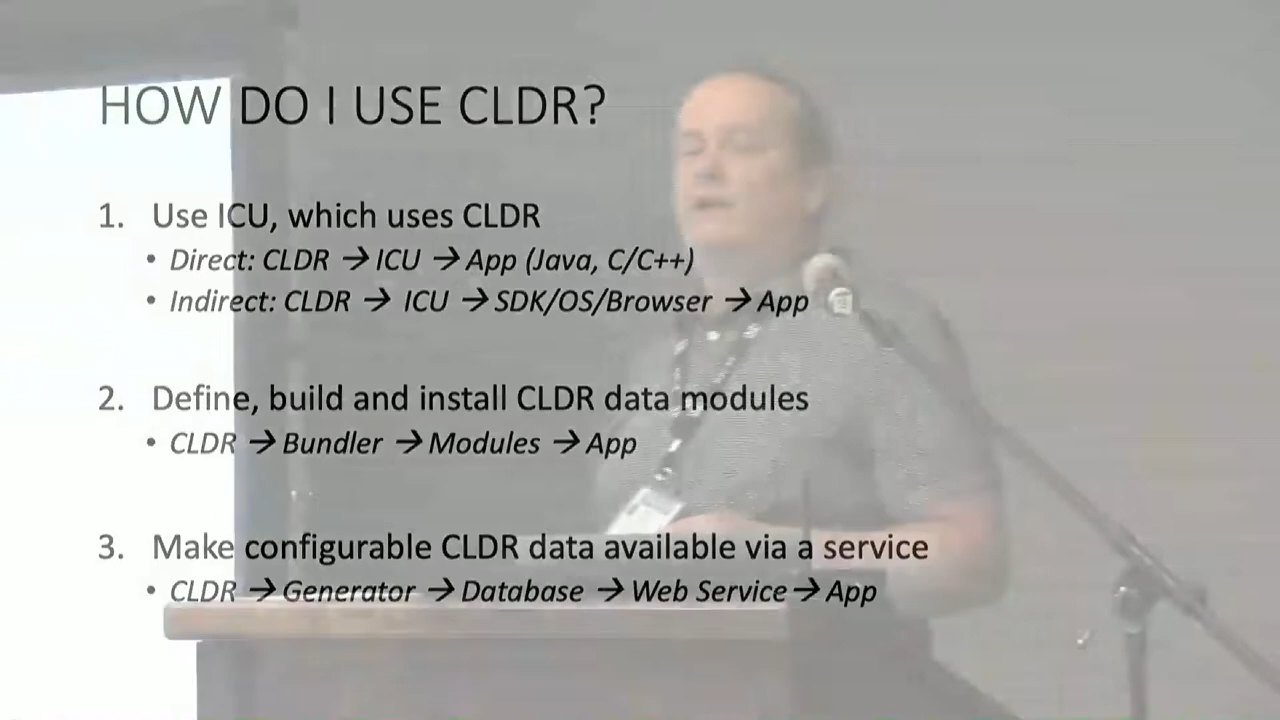 HOW DO I USE CLDR?
1. Use ICU, which uses CLDR
• Direct: CLDR → ICU → App (Java, C/C++)
• Indirect: CLDR → ICU → SDK/OS/Browser → App
2. Define, build and install CLDR data modules
• CLDR → Bundler → Modules → App
3. Make configurable CLDR data available via a service
• CLDR → Generator → Database → Web Service → App